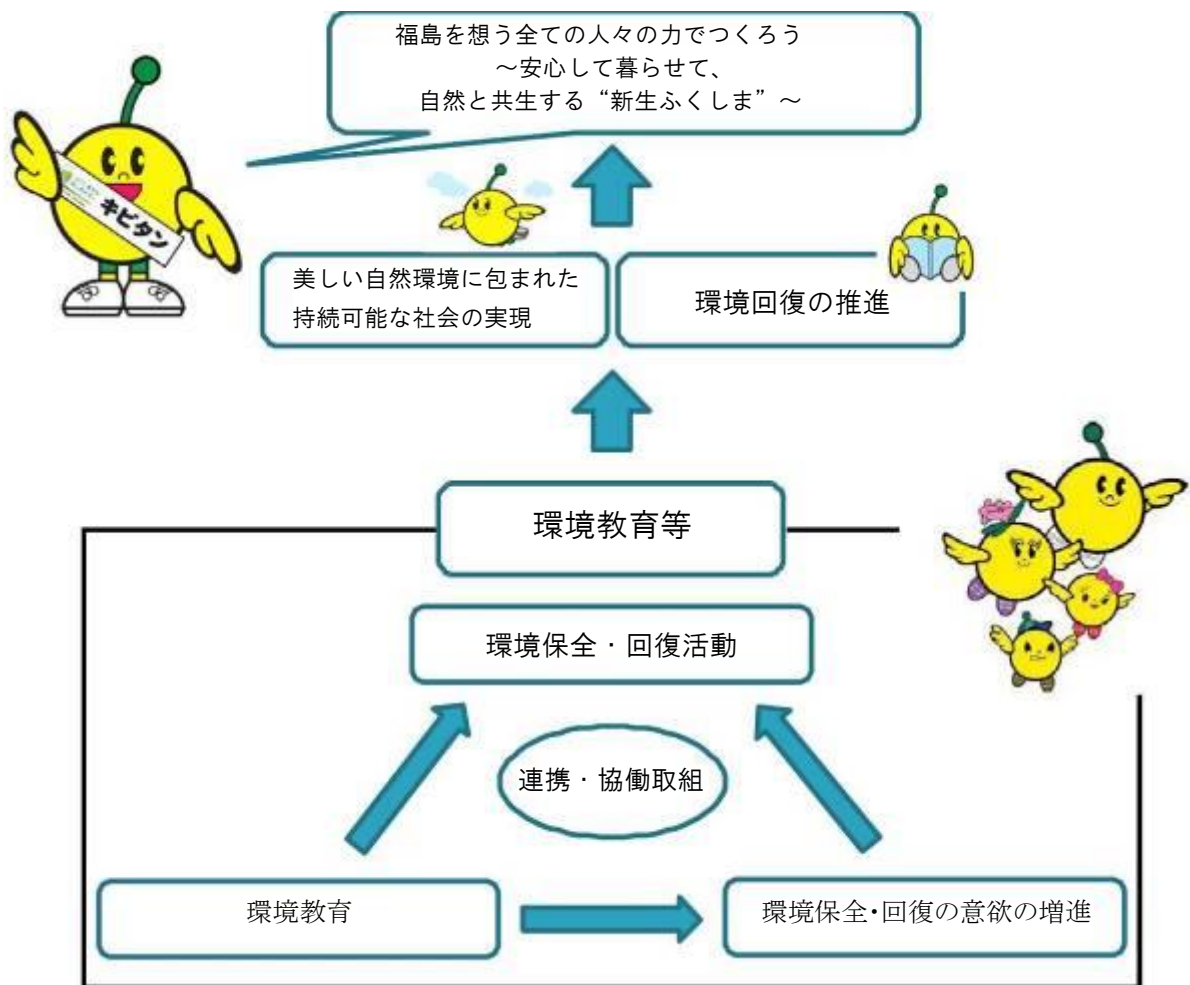 福島を想う全ての人々の力でつくろう
～安心して暮らせて、
自然と共生する“新生ふくしま”～
キビタン
美しい自然環境に包まれた
持続可能な社会の実現
環境回復の推進
環境教育等
環境保全・回復活動
連携・協働取組
環境教育
環境保全・回復の意欲の増進